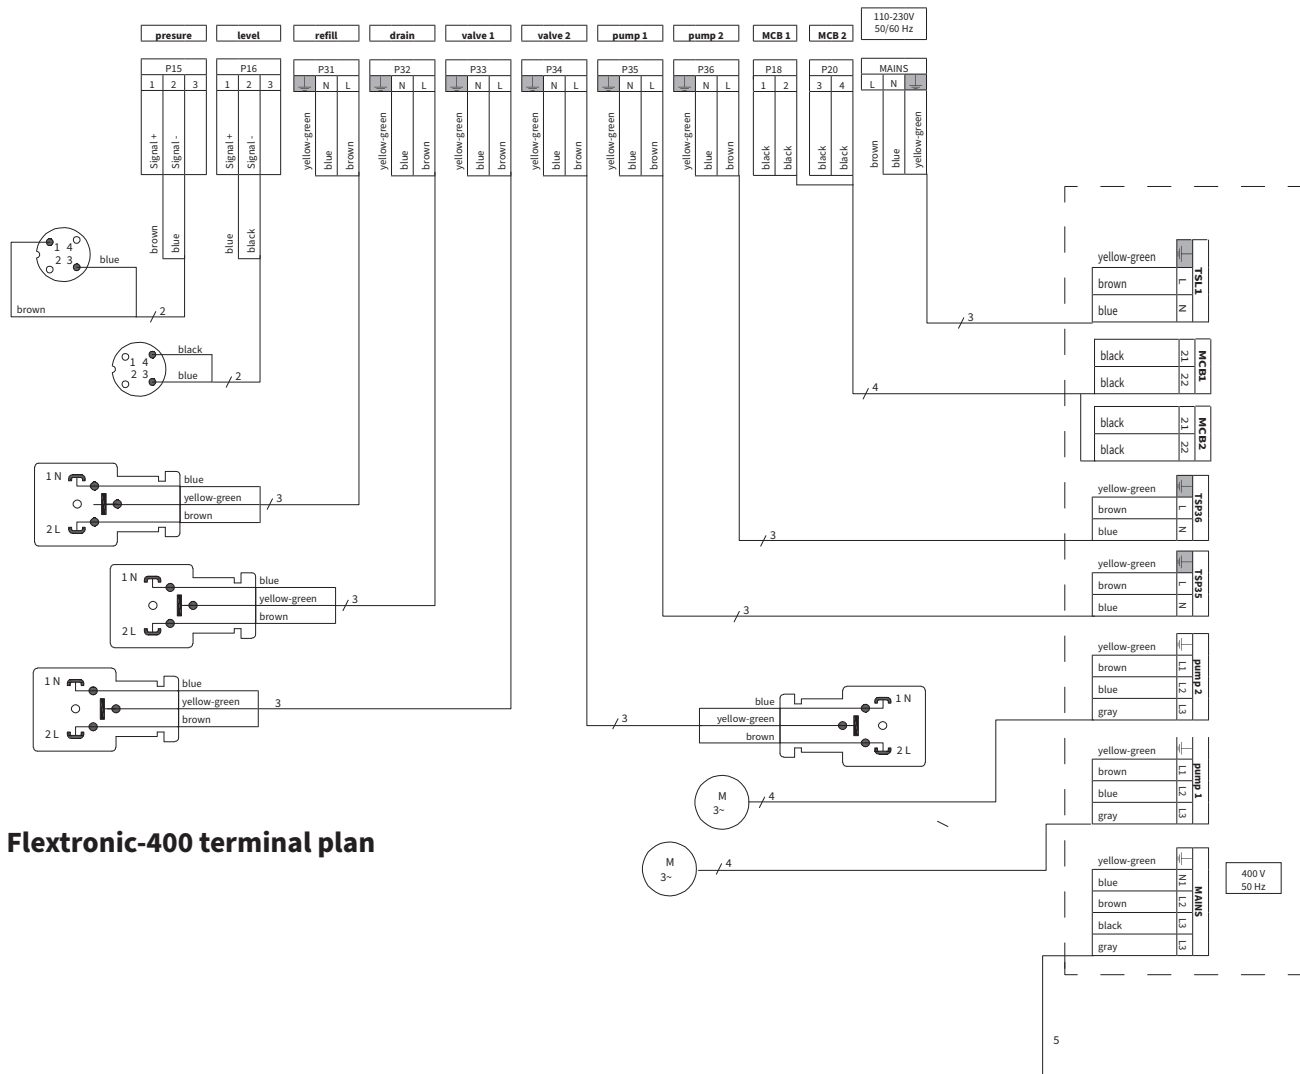 110-230V
50/60 Hz
presure level refill drain valve 1 valve 2 pump 1 pump 2 MCB 1 MCB 2
P15 P16 P31 P32 P33 P34 P35 P36 P18 P20 MAINS
1 2 3 1 2 3 N L N L N L N L N L N L 1 2 3 4 L N
Signal + Signal - Signal + Signal - yellow-green blue brown yellow-green blue brown yellow-green blue brown yellow-green blue brown yellow-green blue brown yellow-green blue brown black black black black brown blue yellow-green
brown blue blue black
1 4
2 3
blue
brown
2
1 4
2 3
black
blue
2
yellow-green
brown L
blue N
TSL1
3
black 21
black 22
MCB1
4
black 21
black 22
MCB2
1 N
2 L
blue
yellow-green
brown
3
yellow-green
brown L
blue N
TSP36
3
1 N
2 L
blue
yellow-green
brown
3
yellow-green
brown L
blue N
TSP35
3
1 N
2 L
blue
yellow-green
brown
3
3
blue
yellow-green
brown
1 N
2 L
yellow-green
brown L1
blue L2
gray L3
pump 2
M
3~
4
yellow-green
brown L1
blue L2
gray L3
pump 1
M
3~
4
Flextronic-400 terminal plan
yellow-green
blue N1
brown L2
black L3
gray L3
MAINS
400 V
50 Hz
5